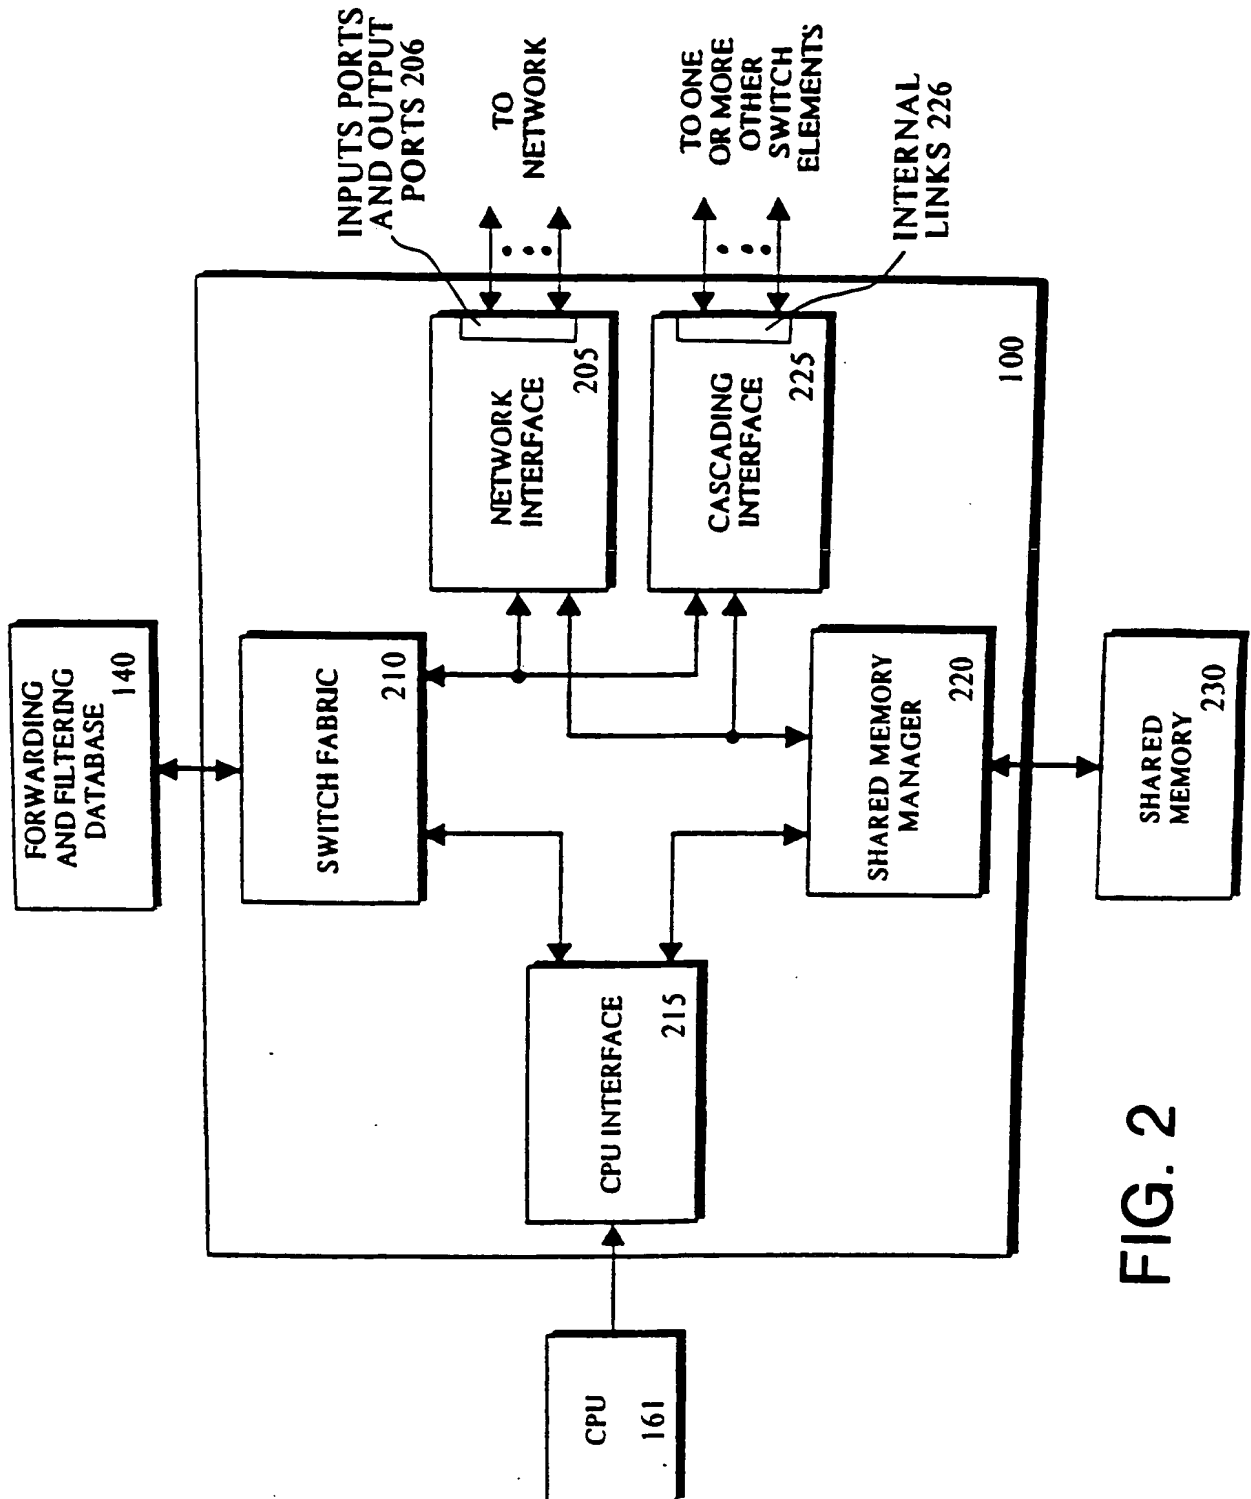 INPUTS PORTS
AND OUTPUT
PORTS 206
TO
NETWORK
TO ONE
OR MORE
OTHER
SWITCH
ELEMENTS
INTERNAL
LINKS 226
NETWORK
INTERFACE
205
CASCADING
INTERFACE
225
100
FORWARDING
AND FILTERING
DATABASE
140
SWITCH FABRIC
210
SHARED MEMORY
MANAGER
220
SHARED
MEMORY
230
CPU INTERFACE
215
CPU
161
FIG. 2